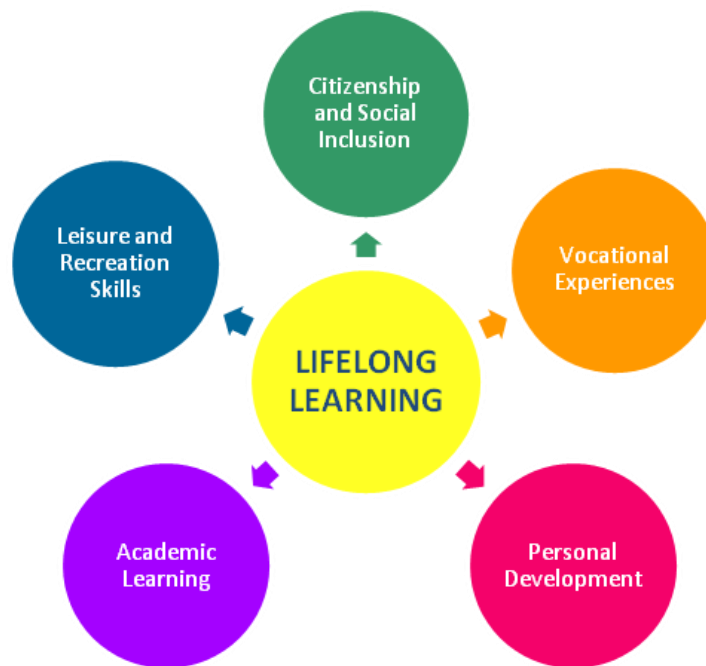 Citizenship
and Social
Inclusion
Leisure and
Recreation
Skills
Vocational
Experiences
LIFELONG
LEARNING
Academic
Learning
Personal
Development